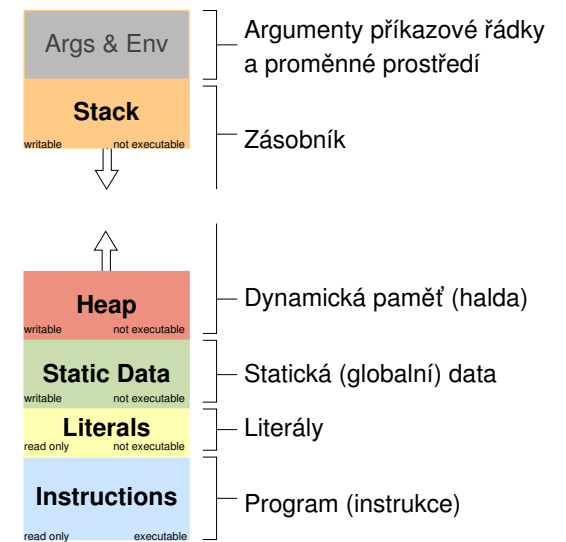 Args & Env
Argumenty příkazové řádky
a proměnné prostředí
Stack
writable not executable
Zásobník
Heap
writable not executable
Dynamická paměť (halda)
Static Data
writable not executable
Statická (globalní) data
Literals
read only not executable
Literály
Instructions
read only executable
Program (instrukce)